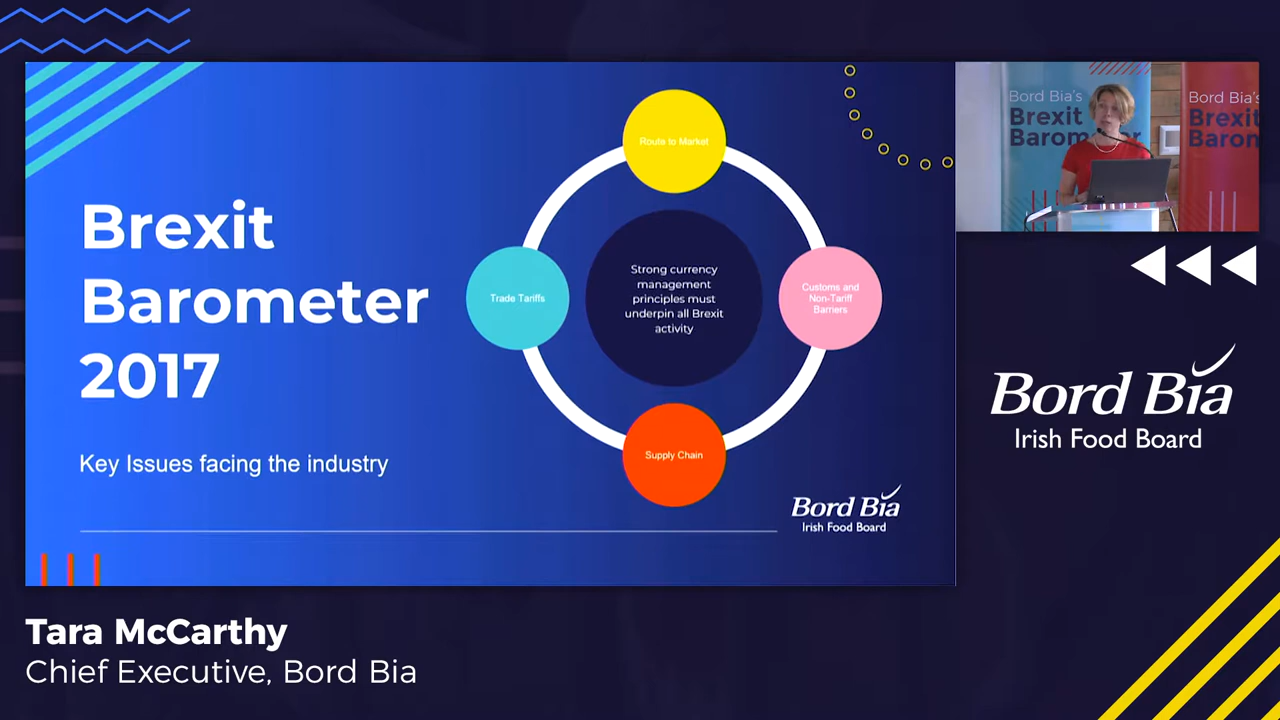 Brexit
Barometer
2017
Key Issues facing the industry
Route to Market
Trade Tariffs
Strong currency
management
principles must
underpin all Brexit
activity
Customs and
Non-Tariff
Barriers
Supply Chain
Bord Bia
Irish Food Board
Bord Bia's
Brexit
Barometer
Bord Bia's
Brexit
Barom
Bord Bia
Irish Food Board
Tara McCarthy
Chief Executive, Bord Bia